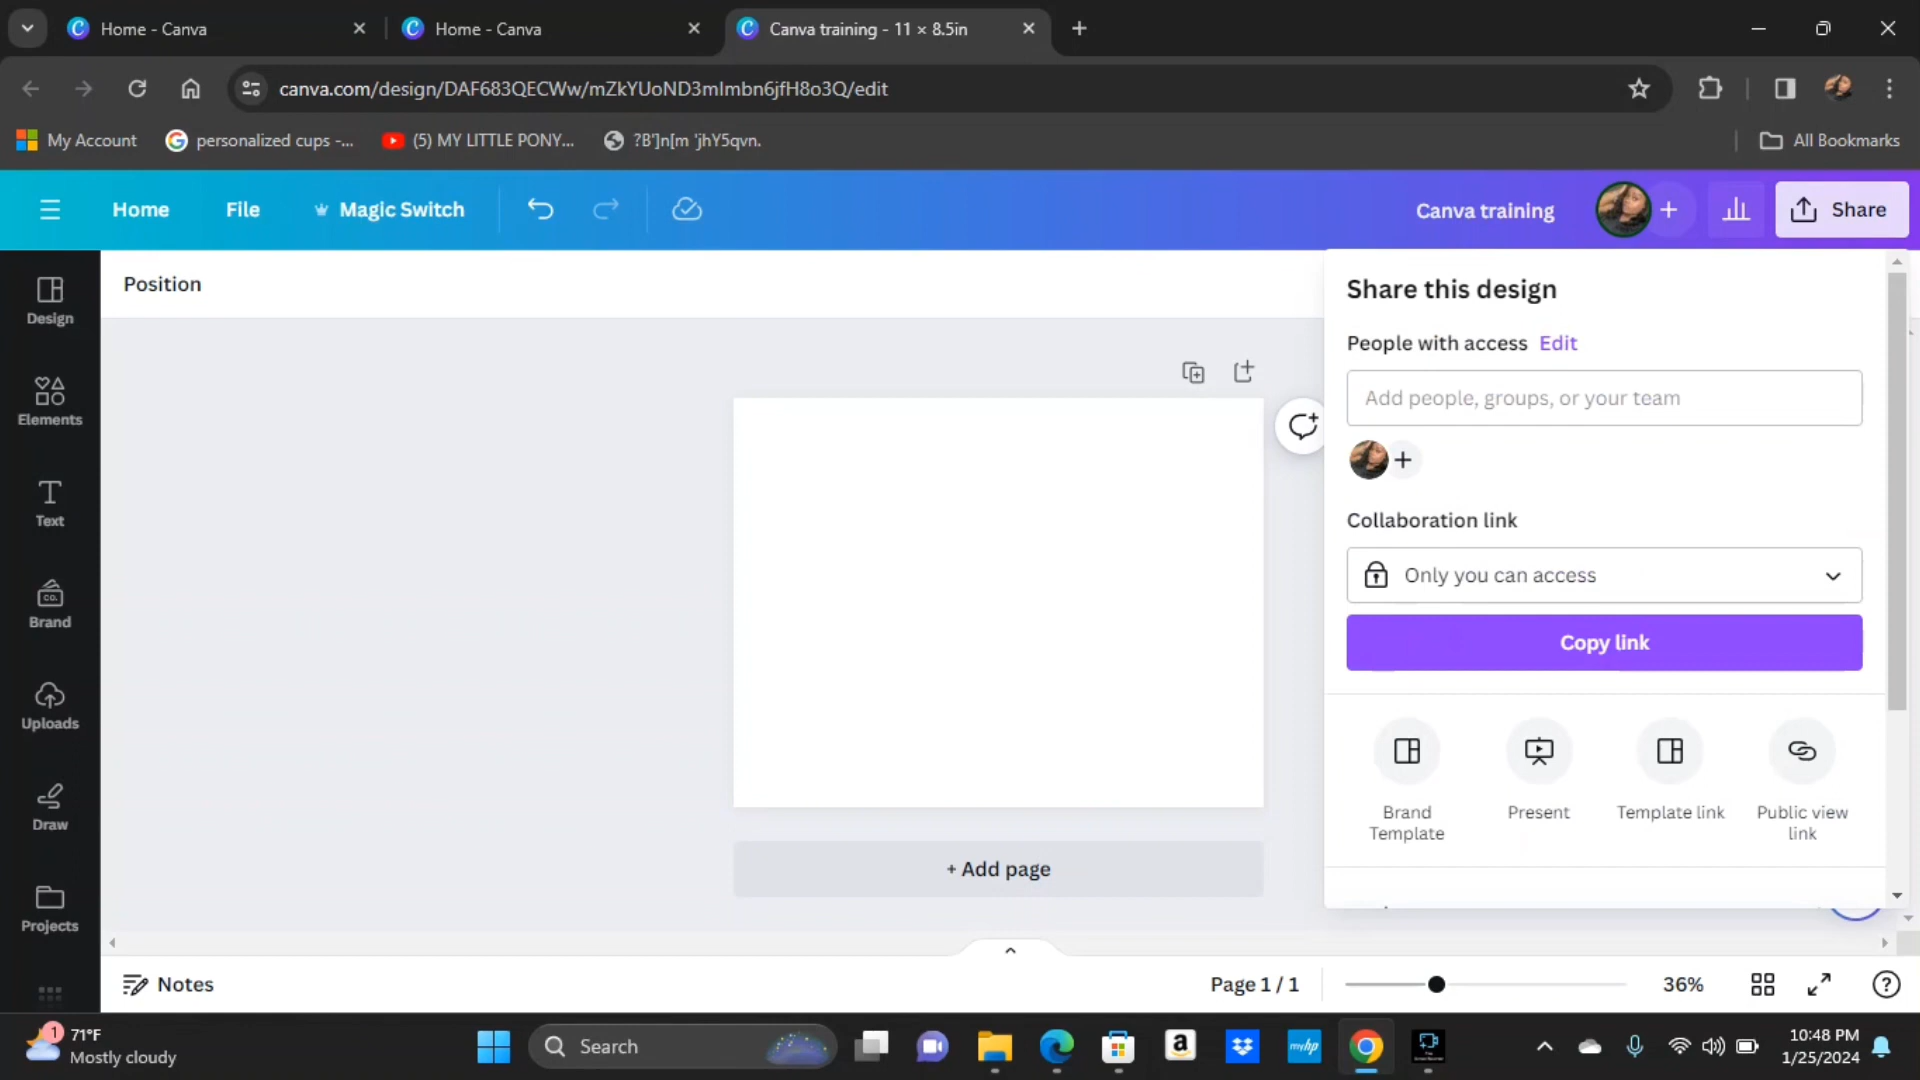 Home - Canva
Home - Canva
Canva training - 11 × 8.5in
canva.com/design/DAF683QECWw/mZkYUoND3mImbn6jfH8o3Q/edit
My Account
personalized cups -...
(5) MY LITTLE PONY...
?B']n[m 'jhY5qvn.
All Bookmarks
Home
File
Magic Switch
Canva training
Share
Position
Design
Elements
Text
Brand
CO.
Uploads
Draw
Projects
+ Add page
Share this design
People with access Edit
Add people, groups, or your team
Collaboration link
Only you can access
Copy link
Brand
Template
Present
Template link
Public view
link
Notes
Page 1 / 1
36%
1
71°F
Mostly cloudy
Search
myhp
10:48 PM
1/25/2024